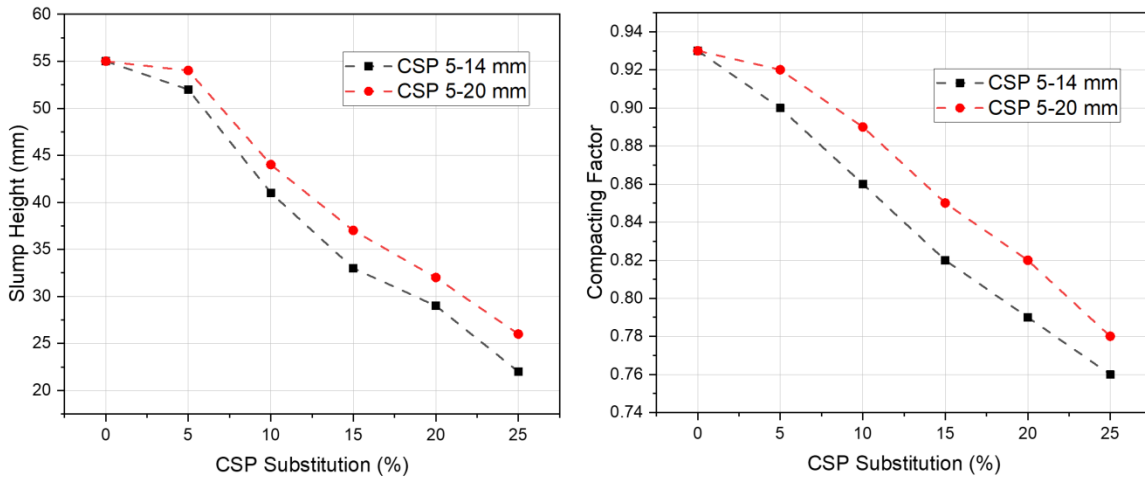 60
55
50
45
40
35
30
25
20
Slump Height (mm)
CSP 5-14 mm
CSP 5-20 mm
0 5 10 15 20 25
CSP Substitution (%)
0.94
0.92
0.90
0.88
0.86
0.84
0.82
0.80
0.78
0.76
0.74
Compacting Factor
CSP 5-14 mm
CSP 5-20 mm
0 5 10 15 20 25
CSP Substitution (%)